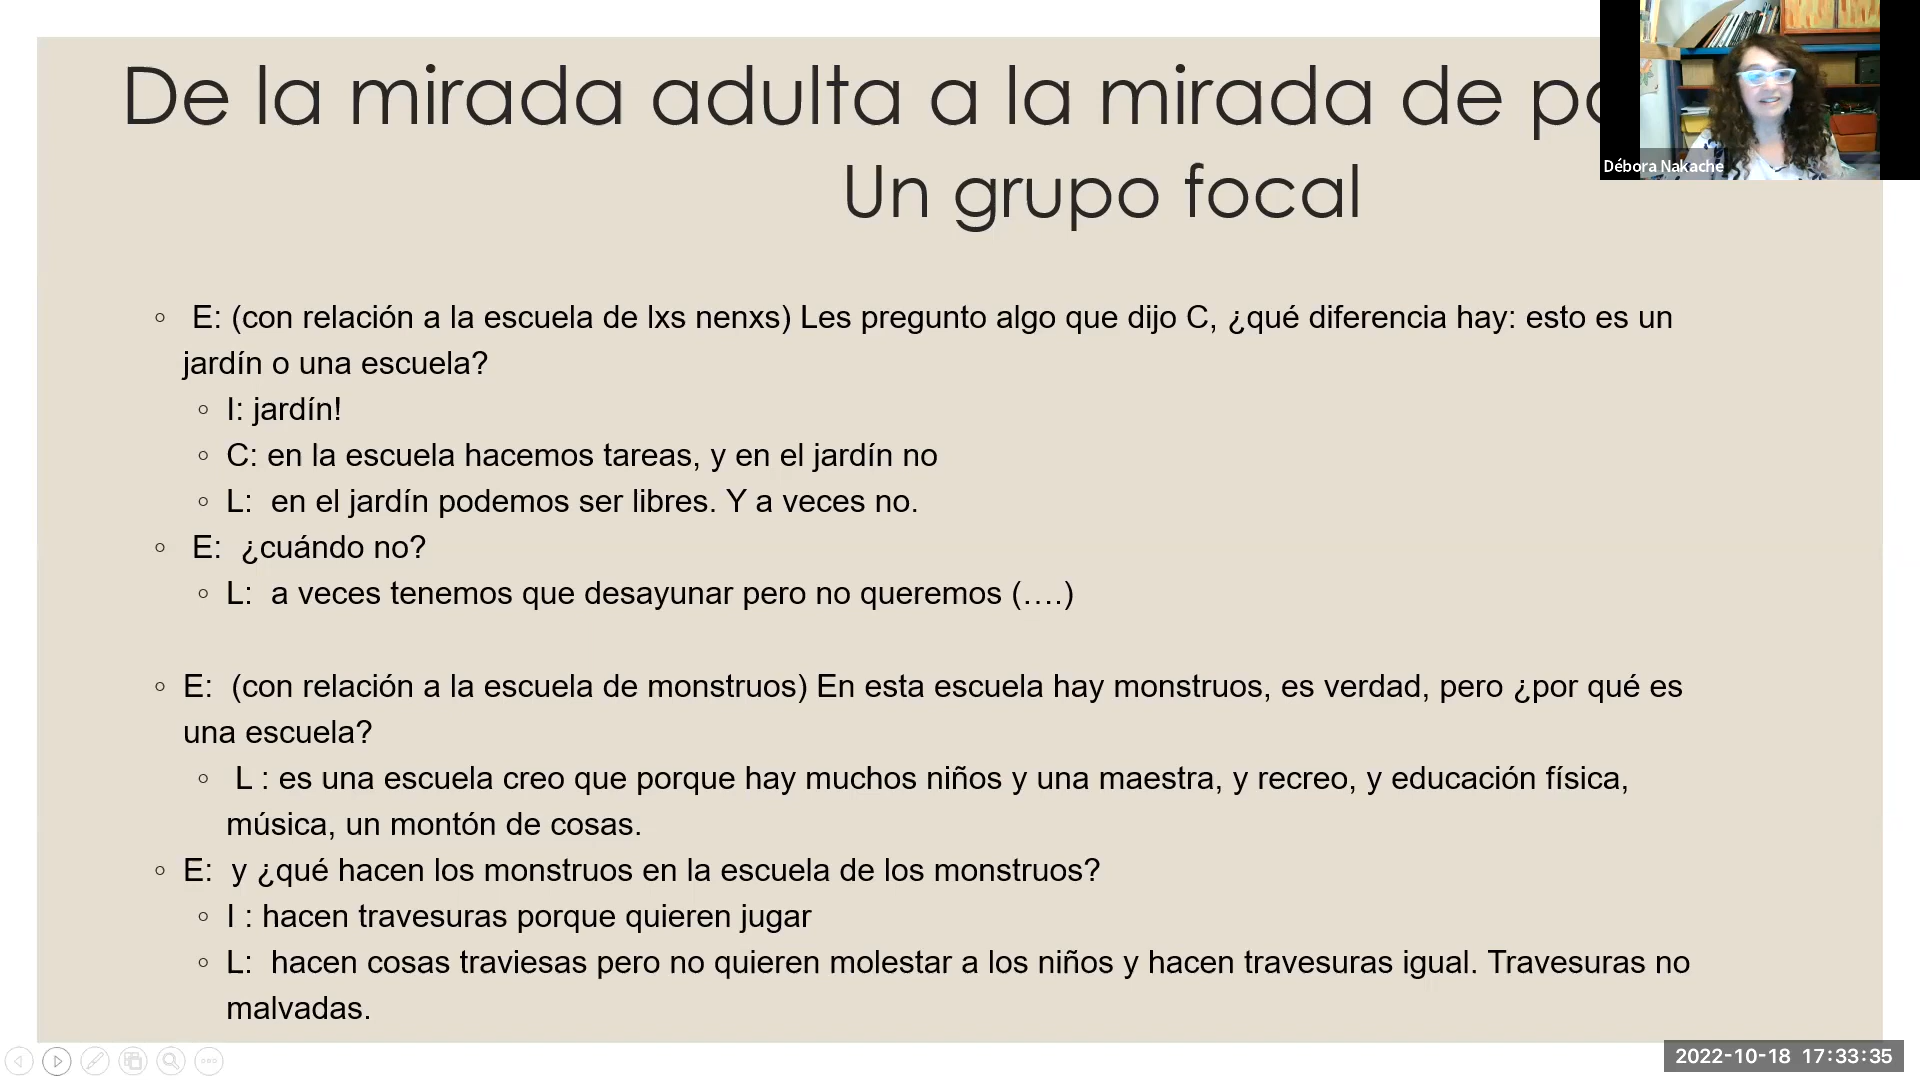 De la mirada adulta a la mirada de
Un grupo focal
Débora Nakache
◦ E: (con relación a la escuela de lxs nenxs) Les pregunto algo que dijo C, ¿qué diferencia hay: esto es un
jardín o una escuela?
◦ I: jardín!
◦ C: en la escuela hacemos tareas, y en el jardín no
◦ L: en el jardín podemos ser libres. Y a veces no.
◦ E: ¿cuándo no?
◦ L: a veces tenemos que desayunar pero no queremos (….)
◦ E: (con relación a la escuela de monstruos) En esta escuela hay monstruos, es verdad, pero ¿por qué es
una escuela?
◦ L : es una escuela creo que porque hay muchos niños y una maestra, y recreo, y educación física,
música, un montón de cosas.
◦ E: y ¿qué hacen los monstruos en la escuela de los monstruos?
◦ I : hacen travesuras porque quieren jugar
◦ L: hacen cosas traviesas pero no quieren molestar a los niños y hacen travesuras igual. Travesuras no
malvadas.
2022-10-18 17:33:35